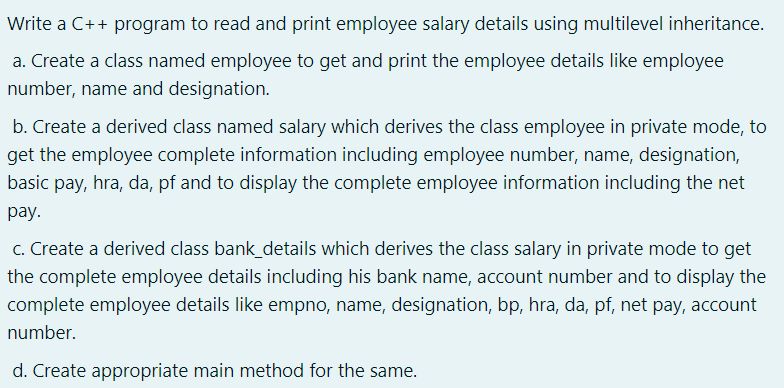 Write a C++ program to read and print employee salary details using multilevel inheritance.
a. Create a class named employee to get and print the employee details like employee
number, name and designation.
b. Create a derived class named salary which derives the class employee in private mode, to
get the employee complete information including employee number, name, designation,
basic pay, hra, da, pf and to display the complete employee information including the net
pay.
c. Create a derived class bank_details which derives the class salary in private mode to get
the complete employee details including his bank name, account number and to display the
complete employee details like empno, name, designation, bp, hra, da, pf, net pay, account
number.
d. Create appropriate main method for the same.